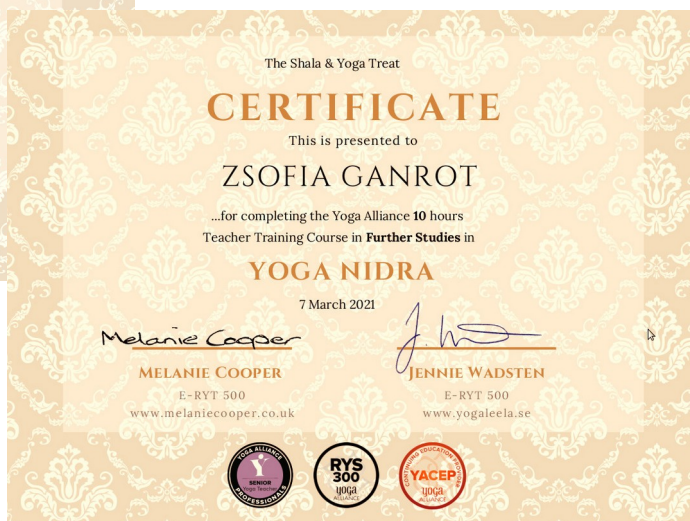 The Shala & Yoga Treat
CERTIFICATE
This is presented to
ZSOFIA GANROT
...for completing the Yoga Alliance 10 hours
Teacher Training Course in Further Studies in
YOGA NIDRA
7 March 2021
Melanie Cooper
MELANIE COOPER
JENNIE WADSTEN
E-RYT 500
E-RYT 500
www.melaniecooper.co.uk
www.yogaleela.se
YOGA ALLIANCE
SENIOR
Yoga Teacher
PROFESSIONALS
RYS
300
yoga
ALLIANCE
CONTINUING EDUCATION PROVIDER
YACEP
yoga
ALLIANCE